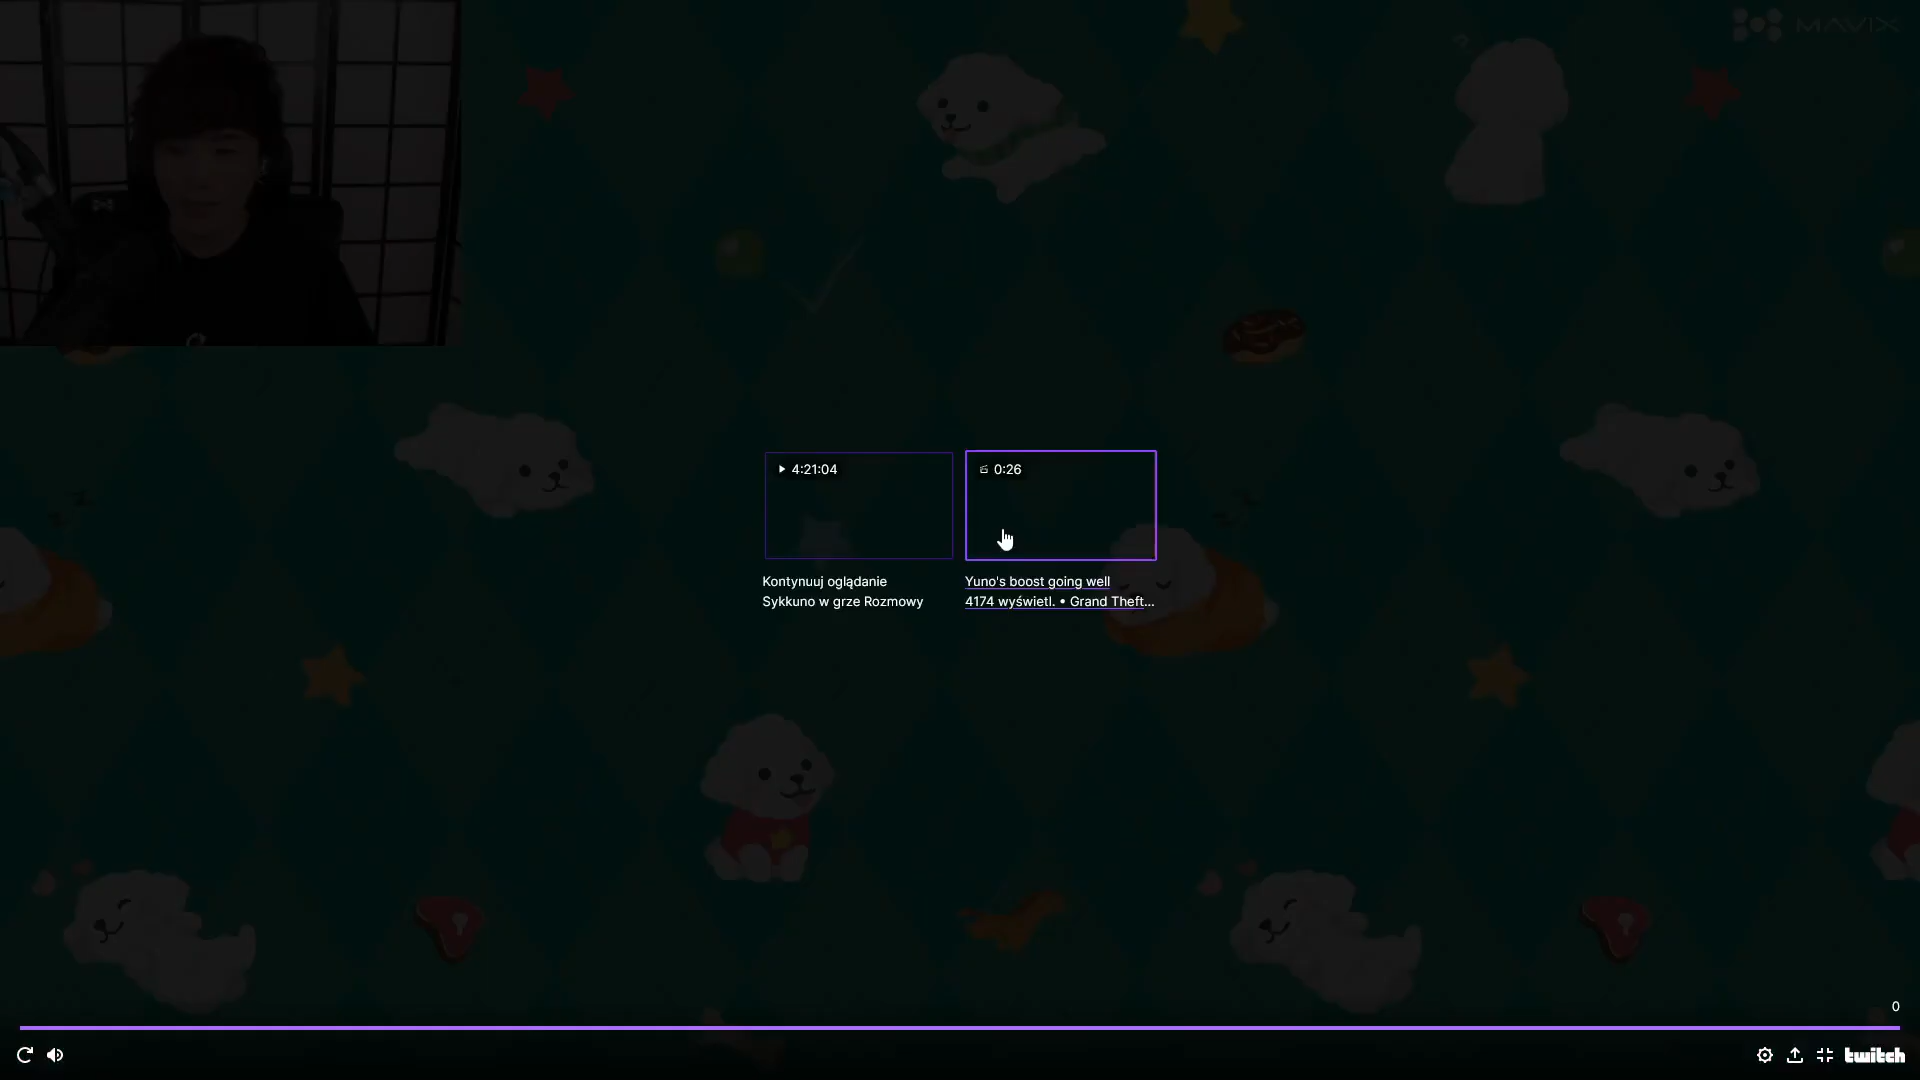 MAVIX
4:21:04
0:26
Kontynuuj oglądanie
Sykkuno w grze Rozmowy
Yuno's boost going well
4174 wyświetl. • Grand Theft...
0
twitch